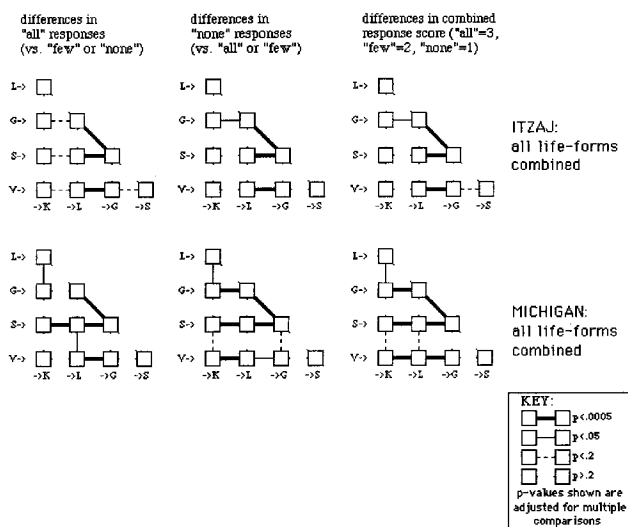 differences in
"all" responses
(vs. "few" or "none")
differences in
"none" responses
(vs. "all" or "few")
differences in combined
response score ("all"=3,
"few"=2, "none"=1)
L->
G->
S->
V->
->K ->L ->G ->S
L->
G->
S->
V->
->K ->L ->G ->S
L->
G->
S->
V->
->K ->L ->G ->S
ITZAJ:
all life-forms
combined
L->
G->
S->
V->
->K ->L ->G ->S
L->
G->
S->
V->
->K ->L ->G ->S
L->
G->
S->
V->
->K ->L ->G ->S
MICHIGAN:
all life-forms
combined
KEY:
p<.0005
p<.05
p<.2
p>.2
p-values shown are
adjusted for multiple
comparisons